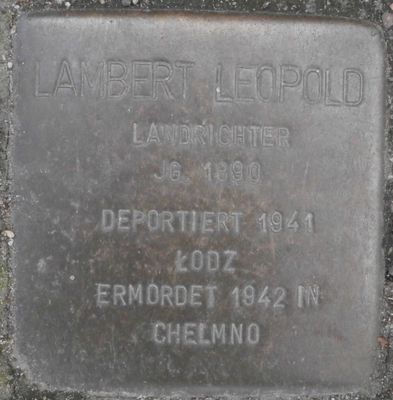 LAMBERT LEOPOLD
LANDRICHTER
JG. 1890
DEPORTIERT 1941
ŁODZ
ERMORDET 1942 IN
CHELMNO